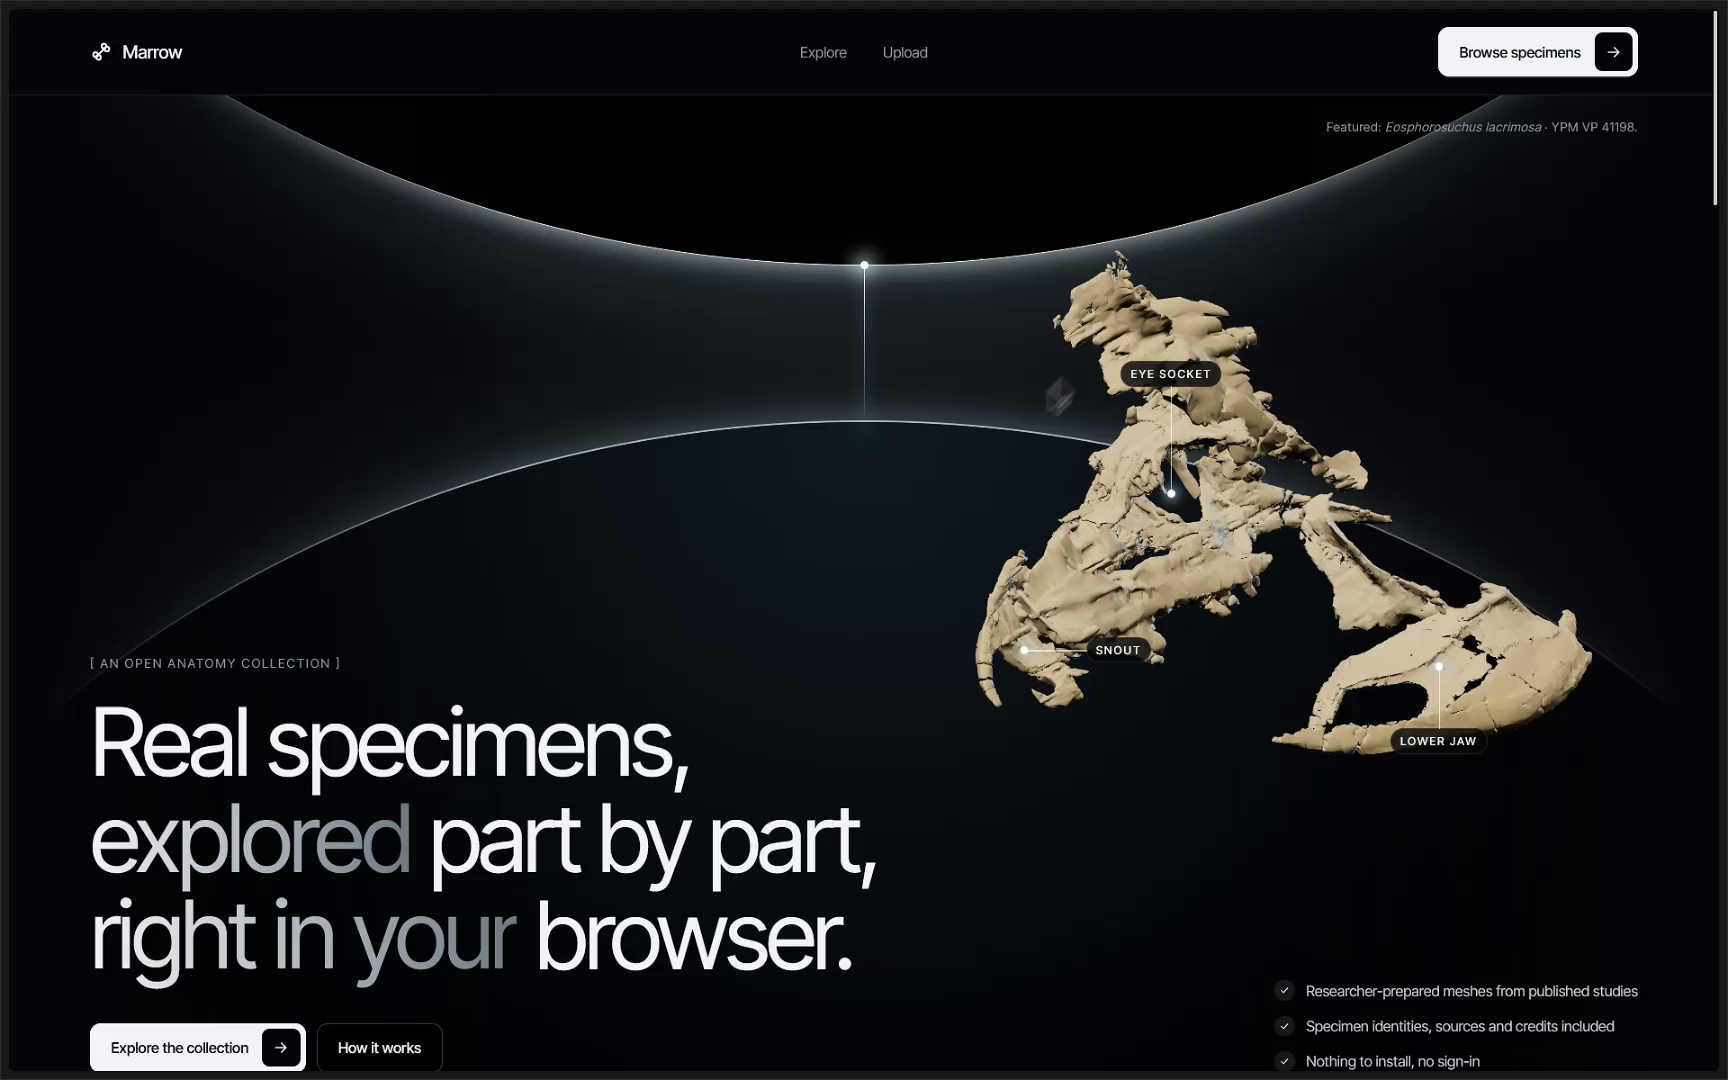 Marrow
Explore
Upload
Browse specimens
Featured: Eosphorosuchus lacrimosa · YPM VP 41198.
EYE SOCKET
SNOUT
LOWER JAW
[ AN OPEN ANATOMY COLLECTION ]
Real specimens,
explored part by part,
right in your browser.
Explore the collection
How it works
Researcher-prepared meshes from published studies
Specimen identities, sources and credits included
Nothing to install, no sign-in